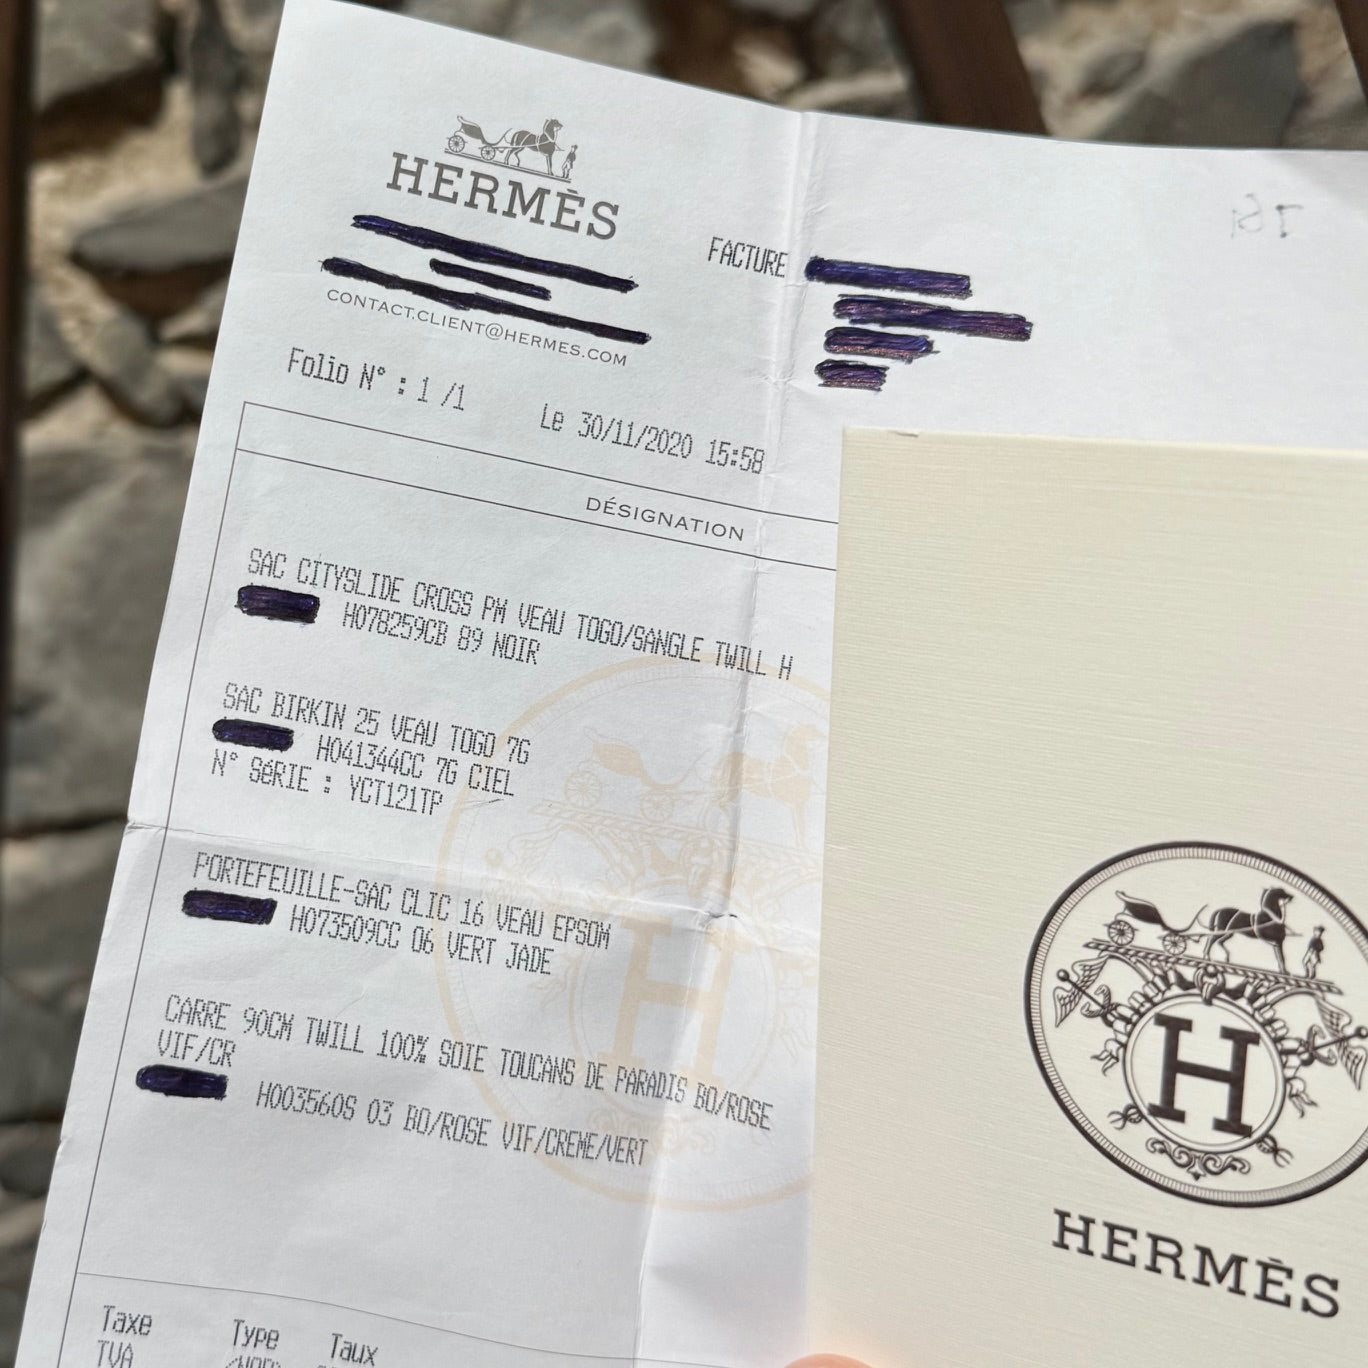 HERMÈS
FACTURE
CONTACT.CLIENT@HERMES.COM
Folio N° : 1 /1
Le 30/11/2020 15:58
DÉSIGNATION
SAC CITYSLIDE CROSS PM VEAU TOGO/SANGLE TWILL H
H078259CB 89 NOIR
SAC BIRKIN 25 VEAU TOGO 7G
H041344CC 7G CIEL
N° SéRIE : YCT121TP
PORTEFEUILLE-SAC CLIC 16 VEAU EPSOM
H073509CC 06 VERT JADE
CARRE 90CM TWILL 100% SOIE TOUCANS DE PARADIS BO/ROSE
VIF/CR
H003560S 03 BO/ROSE VIF/CREME/VERT
Taxe Type Taux
TVA
H
H
HERMÈS